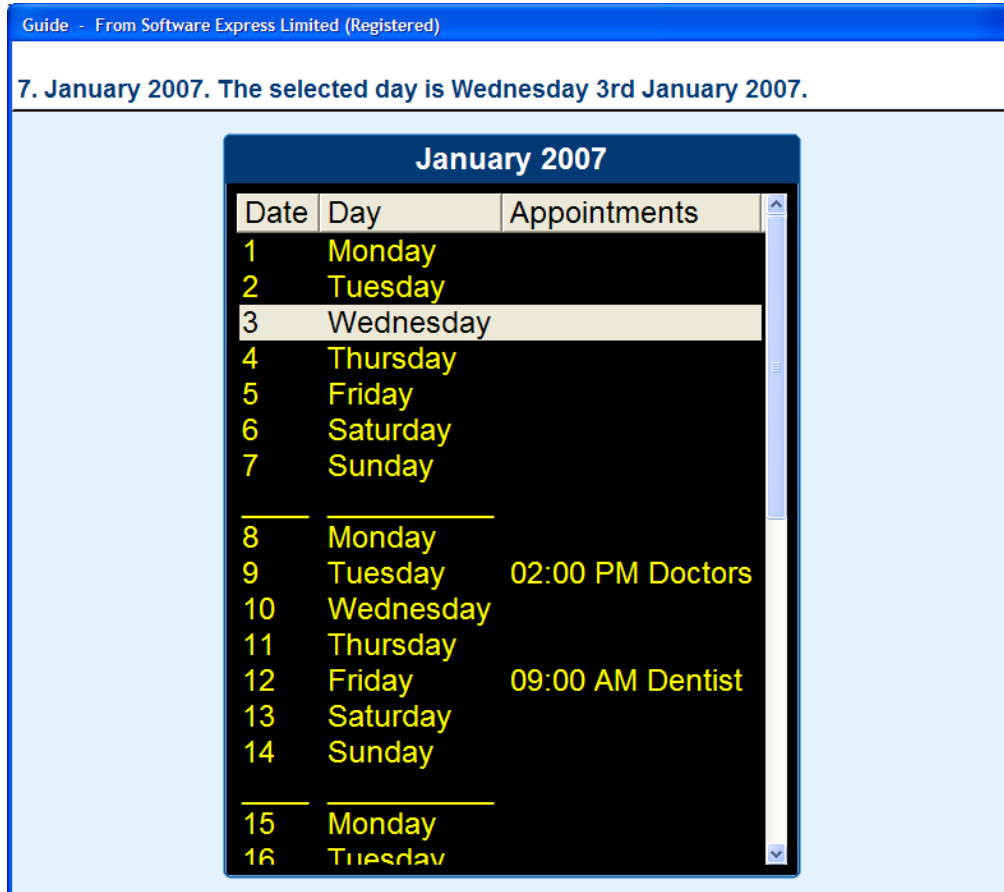 Guide - From Software Express Limited (Registered)
7. January 2007. The selected day is Wednesday 3rd January 2007.
January 2007
Date Day Appointments
1 Monday
2 Tuesday
3 Wednesday
4 Thursday
5 Friday
6 Saturday
7 Sunday
8 Monday
9 Tuesday 02:00 PM Doctors
10 Wednesday
11 Thursday
12 Friday 09:00 AM Dentist
13 Saturday
14 Sunday
15 Monday
16 Tuesday